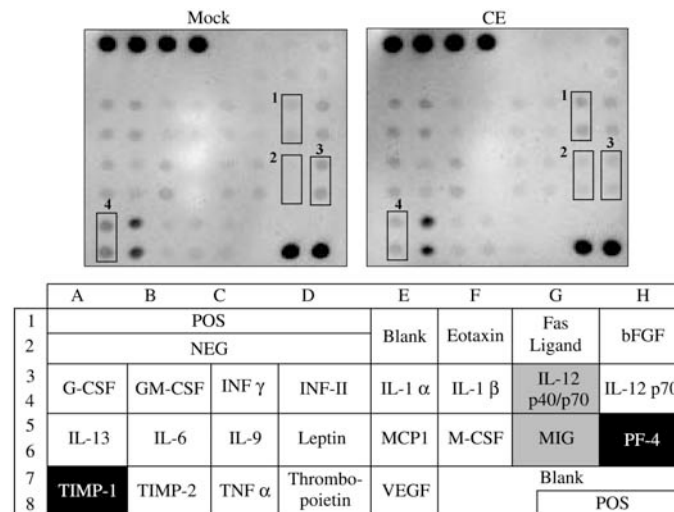 Mock CE
1 1
2 3 2 3
4 4
A B C D E F G H
1 POS Blank Eotaxin Fas Ligand bFGF
2 NEG
3 G-CSF GM-CSF INF γ INF-II IL-1 α IL-1 β IL-12 p40/p70 IL-12 p70
4
5 IL-13 IL-6 IL-9 Leptin MCP1 M-CSF MIG PF-4
6
7 TIMP-1 TIMP-2 TNF α Thrombo-poietin VEGF Blank
8 POS